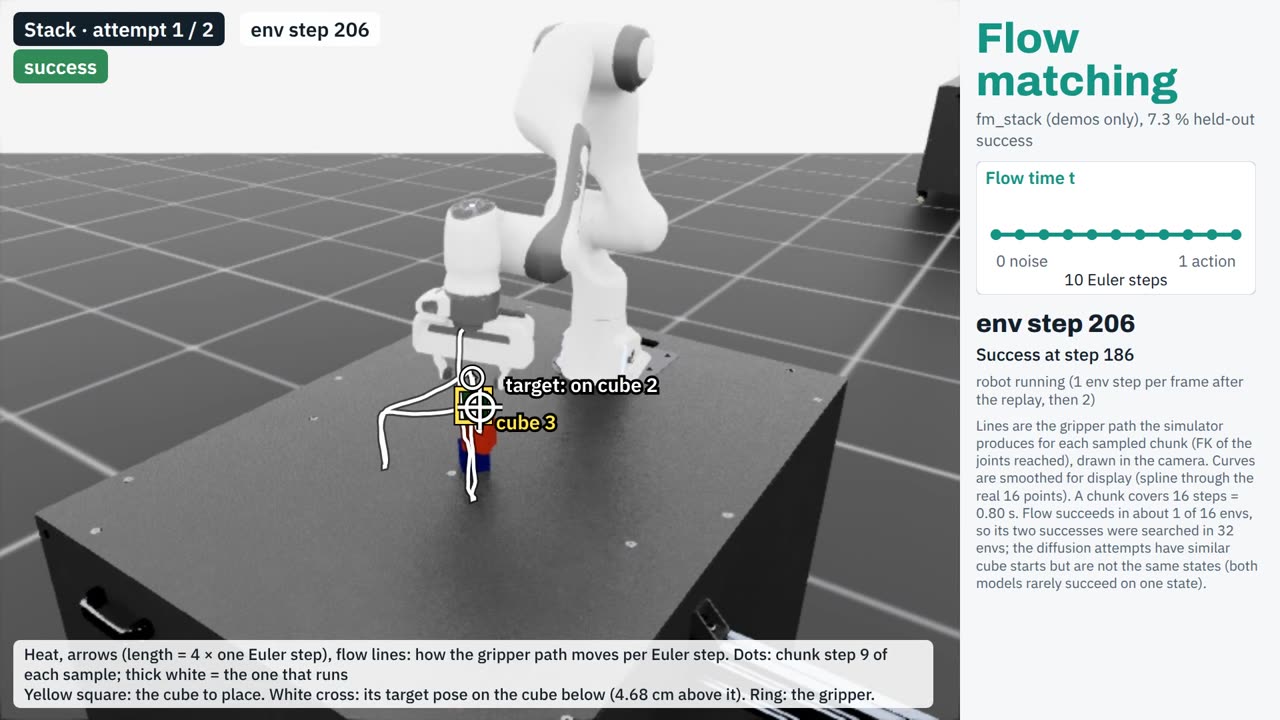 Stack · attempt 1 / 2
env step 206
success
target: on cube 2
cube 3
Heat, arrows (length = 4 × one Euler step), flow lines: how the gripper path moves per Euler step. Dots: chunk step 9 of
each sample; thick white = the one that runs
Yellow square: the cube to place. White cross: its target pose on the cube below (4.68 cm above it). Ring: the gripper.
Flow
matching
fm_stack (demos only), 7.3 % held-out
success
Flow time t
0 noise
1 action
10 Euler steps
env step 206
Success at step 186
robot running (1 env step per frame after
the replay, then 2)
Lines are the gripper path the simulator
produces for each sampled chunk (FK of the
joints reached), drawn in the camera. Curves
are smoothed for display (spline through the
real 16 points). A chunk covers 16 steps =
0.80 s. Flow succeeds in about 1 of 16 envs,
so its two successes were searched in 32
envs; the diffusion attempts have similar
cube starts but are not the same states (both
models rarely succeed on one state).